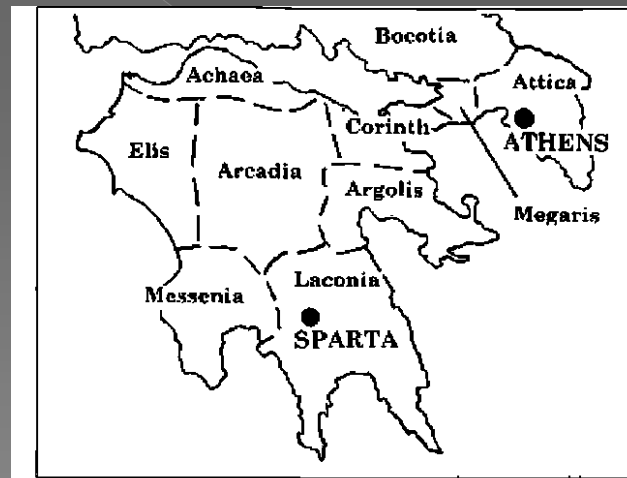 Bocotia
Achaea
Attica
Corinth
ATHENS
Elis
Arcadia
Argolis
Megaris
Laconia
Messenia
SPARTA